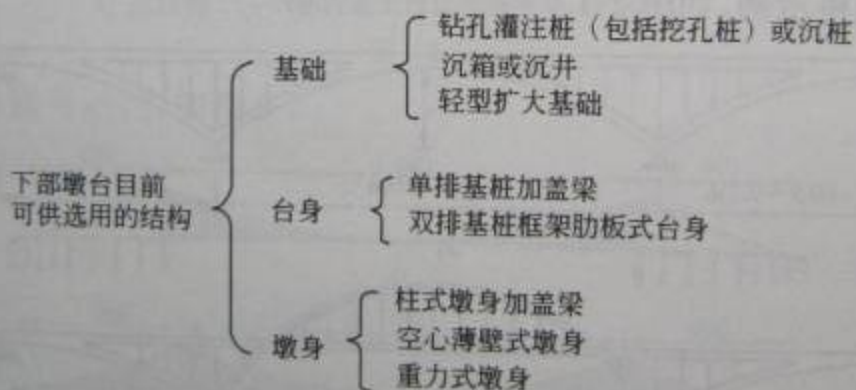 钻孔灌注桩（包括挖孔桩）或沉桩
基础
沉箱或沉井
轻型扩大基础
下部墩台目前
可供选用的结构
单排基桩加盖梁
台身
双排基桩框架肋板式台身
柱式墩身加盖梁
墩身
空心薄壁式墩身
重力式墩身